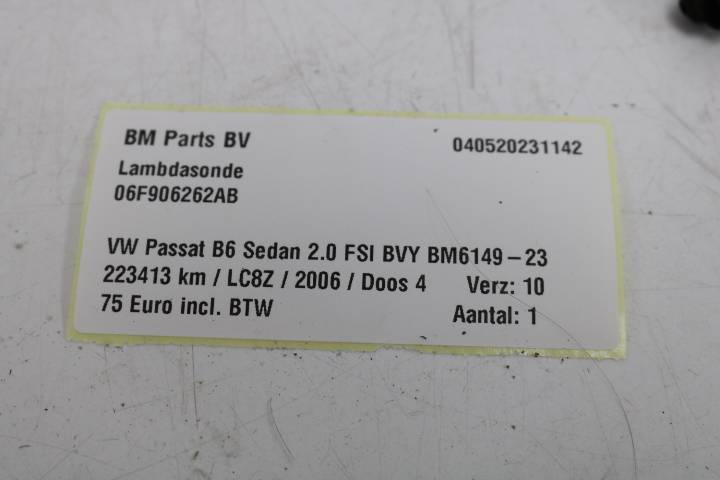 BM Parts BV 040520231142
Lambdasonde
06F906262AB
VW Passat B6 Sedan 2.0 FSI BVY BM6149-23
223413 km / LC8Z / 2006 / Doos 4 Verz: 10
75 Euro incl. BTW Aantal: 1